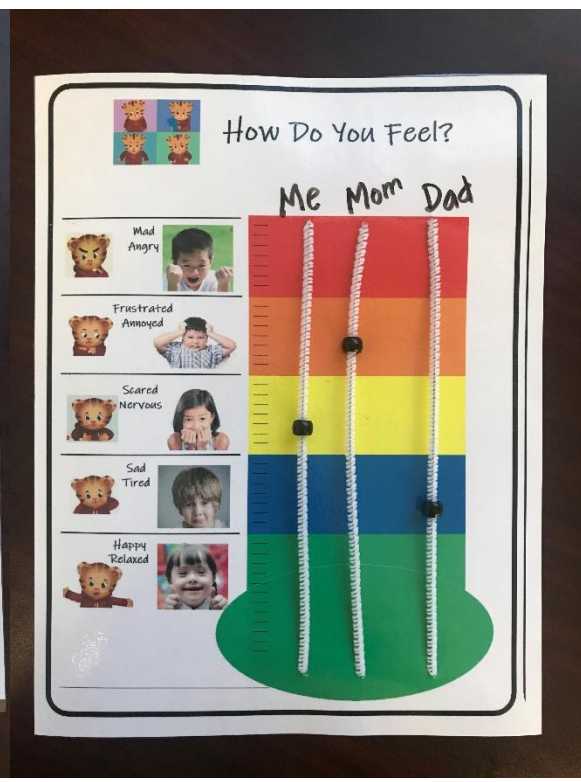 How Do You Feel?
Me Mom Dad
Mad
Angry
Frustrated
Annoyed
Scared
Nervous
Sad
Tired
Happy
Relaxed